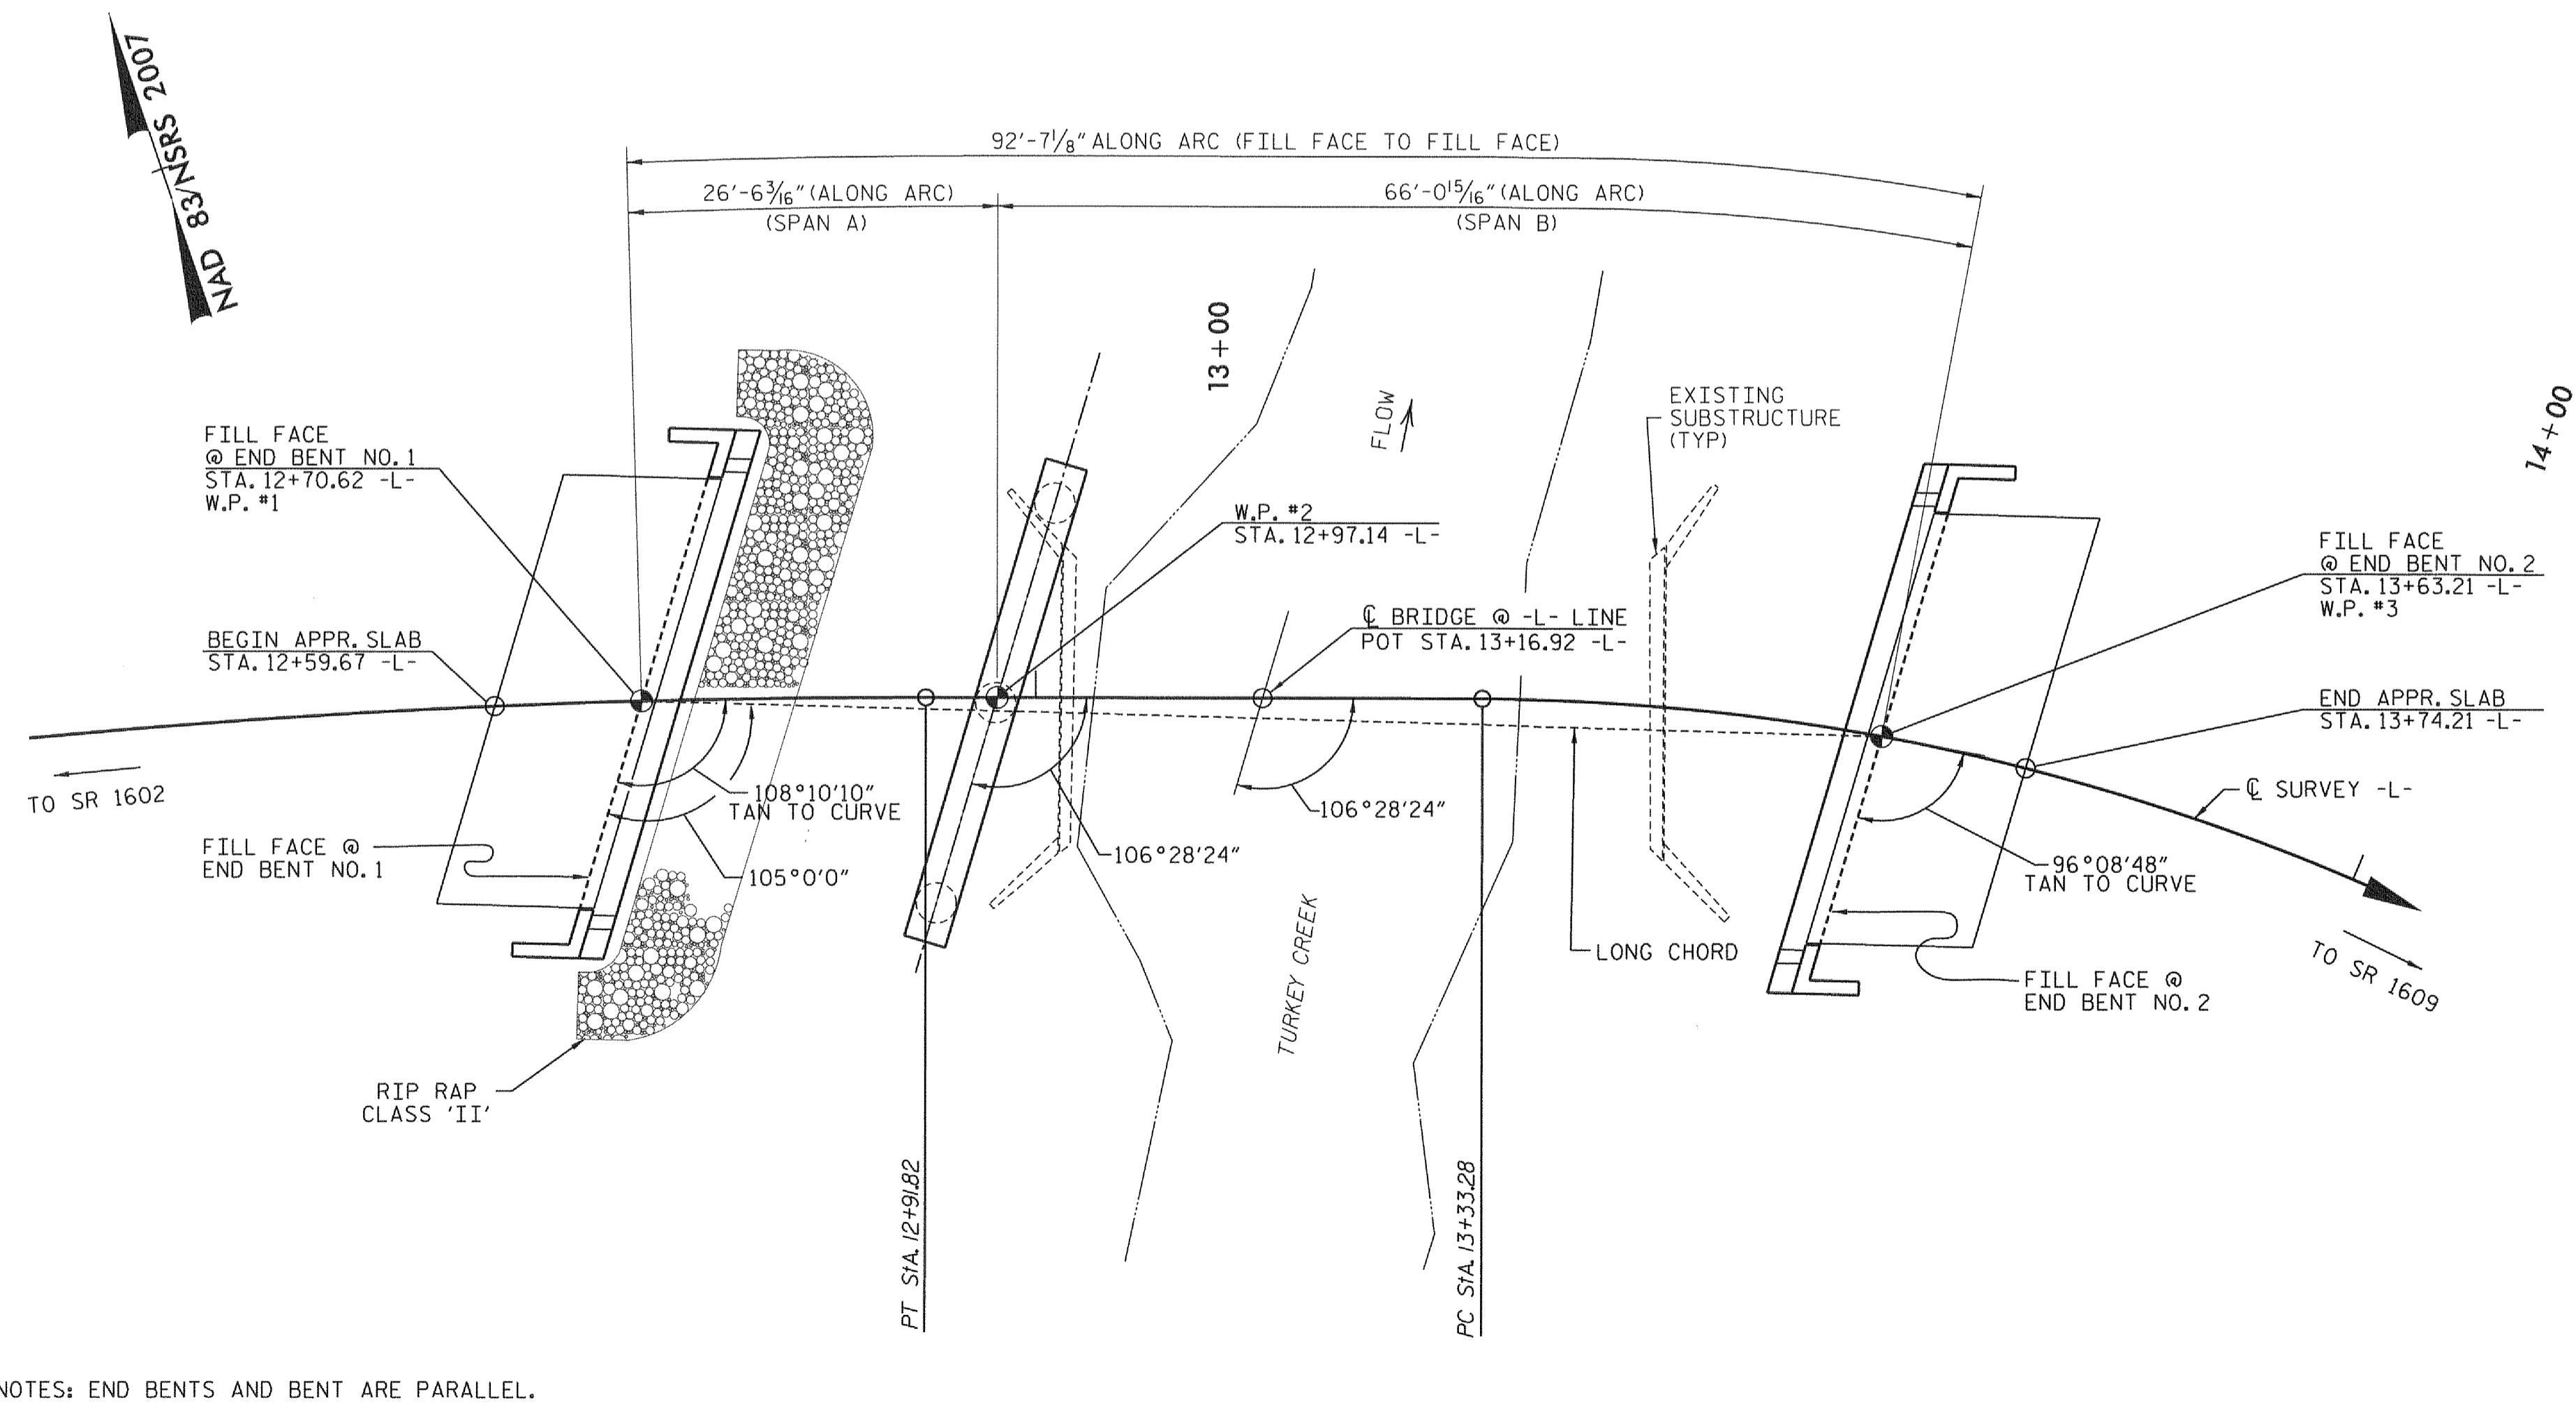 NAD 83/NSRS 2007
92'-7 1/8" ALONG ARC (FILL FACE TO FILL FACE)
26'-6 3/16" (ALONG ARC)
(SPAN A)
66'-0 15/16" (ALONG ARC)
(SPAN B)
13+00
14+00
FLOW
EXISTING
SUBSTRUCTURE
(TYP)
FILL FACE
@ END BENT NO. 1
STA. 12+70.62 -L-
W.P. #1
W.P. #2
STA. 12+97.14 -L-
FILL FACE
@ END BENT NO. 2
STA. 13+63.21 -L-
W.P. #3
BEGIN APPR. SLAB
STA. 12+59.67 -L-
℄ BRIDGE @ -L- LINE
POT STA. 13+16.92 -L-
END APPR. SLAB
STA. 13+74.21 -L-
TO SR 1602
℄ SURVEY -L-
108°10'10"
TAN TO CURVE
106°28'24"
106°28'24"
105°0'0"
96°08'48"
TAN TO CURVE
FILL FACE @
END BENT NO. 1
LONG CHORD
TURKEY CREEK
FILL FACE @
END BENT NO. 2
TO SR 1609
RIP RAP
CLASS 'II'
PT StA. 12+91.82
PC StA. 13+33.28
NOTES: END BENTS AND BENT ARE PARALLEL.